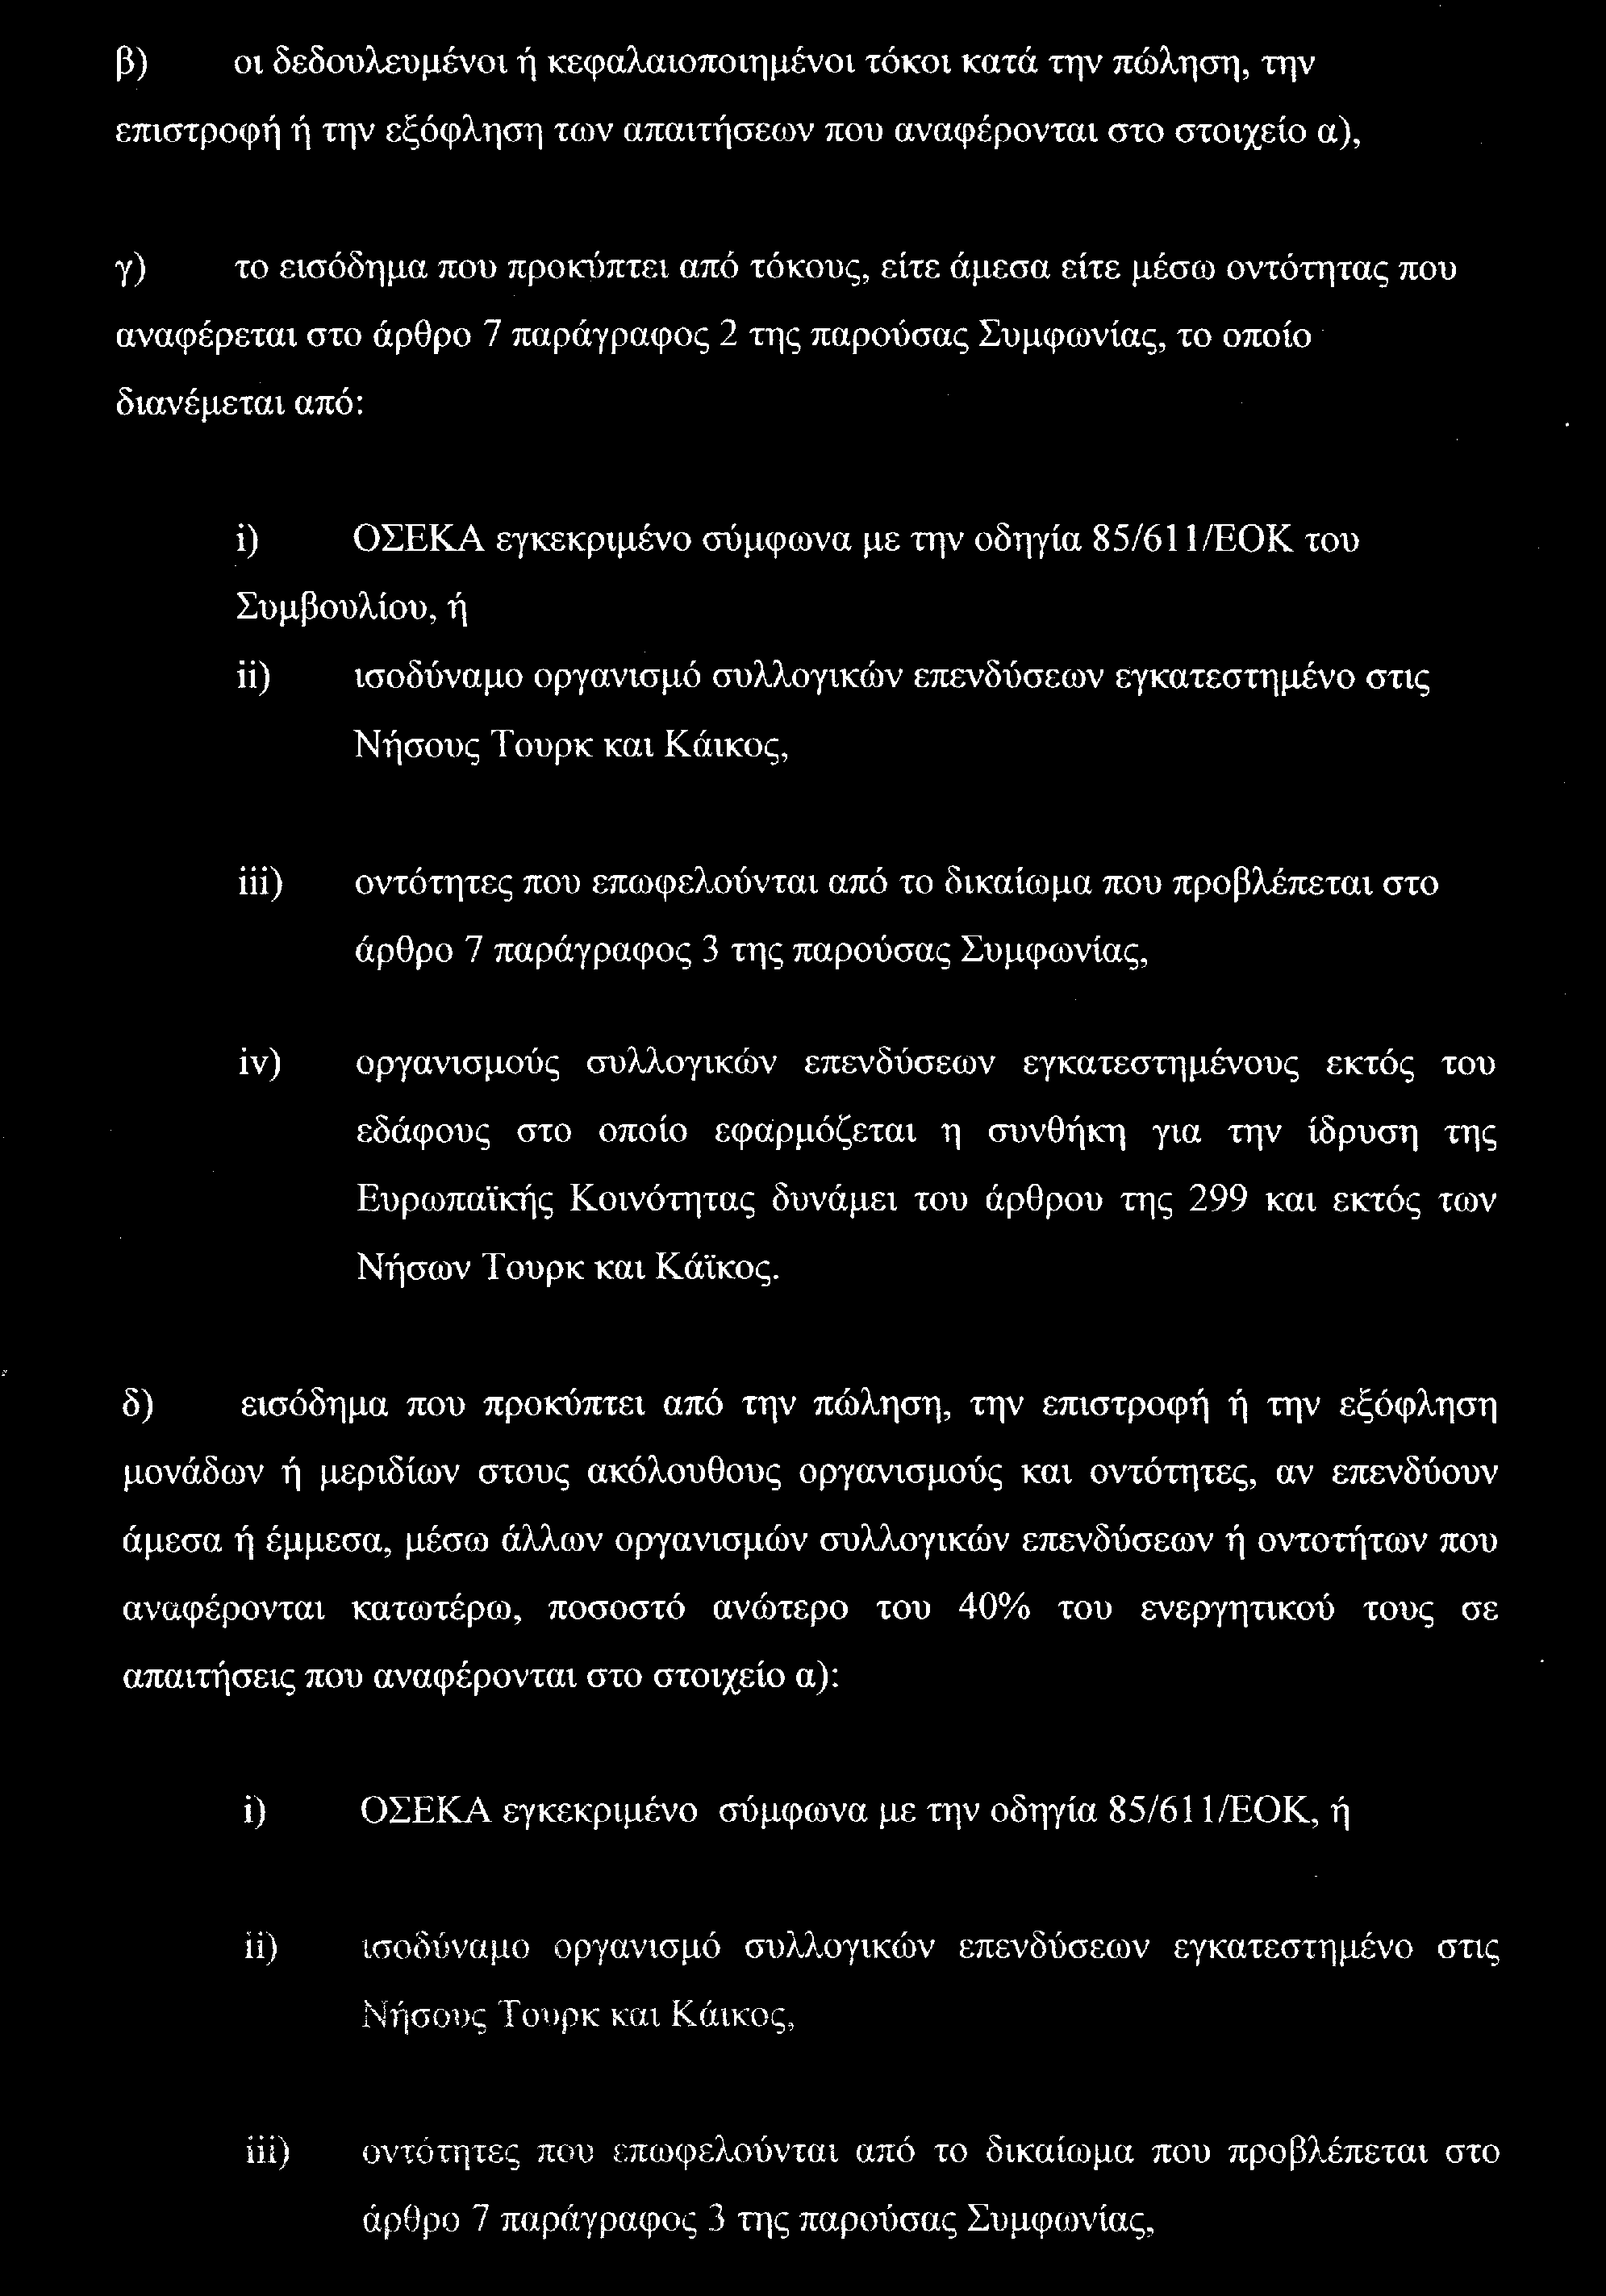 β) οι δεδουλευμένοι ή κεφαλαιοποιημένοι τόκοι κατά την πώληση, την
επιστροφή ή την εξόφληση των απαιτήσεων που αναφέρονται στο στοιχείο α),
γ) το εισόδημα που προκύπτει από τόκους, είτε άμεσα είτε μέσω οντότητας που
αναφέρεται στο άρθρο 7 παράγραφος 2 της παρούσας Συμφωνίας, το οποίο
διανέμεται από:
i) ΟΣΕΚΑ εγκεκριμένο σύμφωνα με την οδηγία 85/611/ΕΟΚ του
Συμβουλίου, ή
ii) ισοδύναμο οργανισμό συλλογικών επενδύσεων εγκατεστημένο στις
Νήσους Τουρκ και Κάικος,
iii) οντότητες που επωφελούνται από το δικαίωμα που προβλέπεται στο
άρθρο 7 παράγραφος 3 της παρούσας Συμφωνίας,
iv) οργανισμούς συλλογικών επενδύσεων εγκατεστημένους εκτός του
εδάφους στο οποίο εφαρμόζεται η συνθήκη για την ίδρυση της
Ευρωπαϊκής Κοινότητας δυνάμει του άρθρου της 299 και εκτός των
Νήσων Τουρκ και Κάϊκος.
δ) εισόδημα που προκύπτει από την πώληση, την επιστροφή ή την εξόφληση
μονάδων ή μεριδίων στους ακόλουθους οργανισμούς και οντότητες, αν επενδύουν
άμεσα ή έμμεσα, μέσω άλλων οργανισμών συλλογικών επενδύσεων ή οντοτήτων που
αναφέρονται κατωτέρω, ποσοστό ανώτερο του 40% του ενεργητικού τους σε
απαιτήσεις που αναφέρονται στο στοιχείο α):
i) ΟΣΕΚΑ εγκεκριμένο σύμφωνα με την οδηγία 85/611/ΕΟΚ, ή
ii) ισοδύναμο οργανισμό συλλογικών επενδύσεων εγκατεστημένο στις
Νήσους Τουρκ και Κάικος,
iii) οντότητες που επωφελούνται από το δικαίωμα που προβλέπεται στο
άρθρο 7 παράγραφος 3 της παρούσας Συμφωνίας,